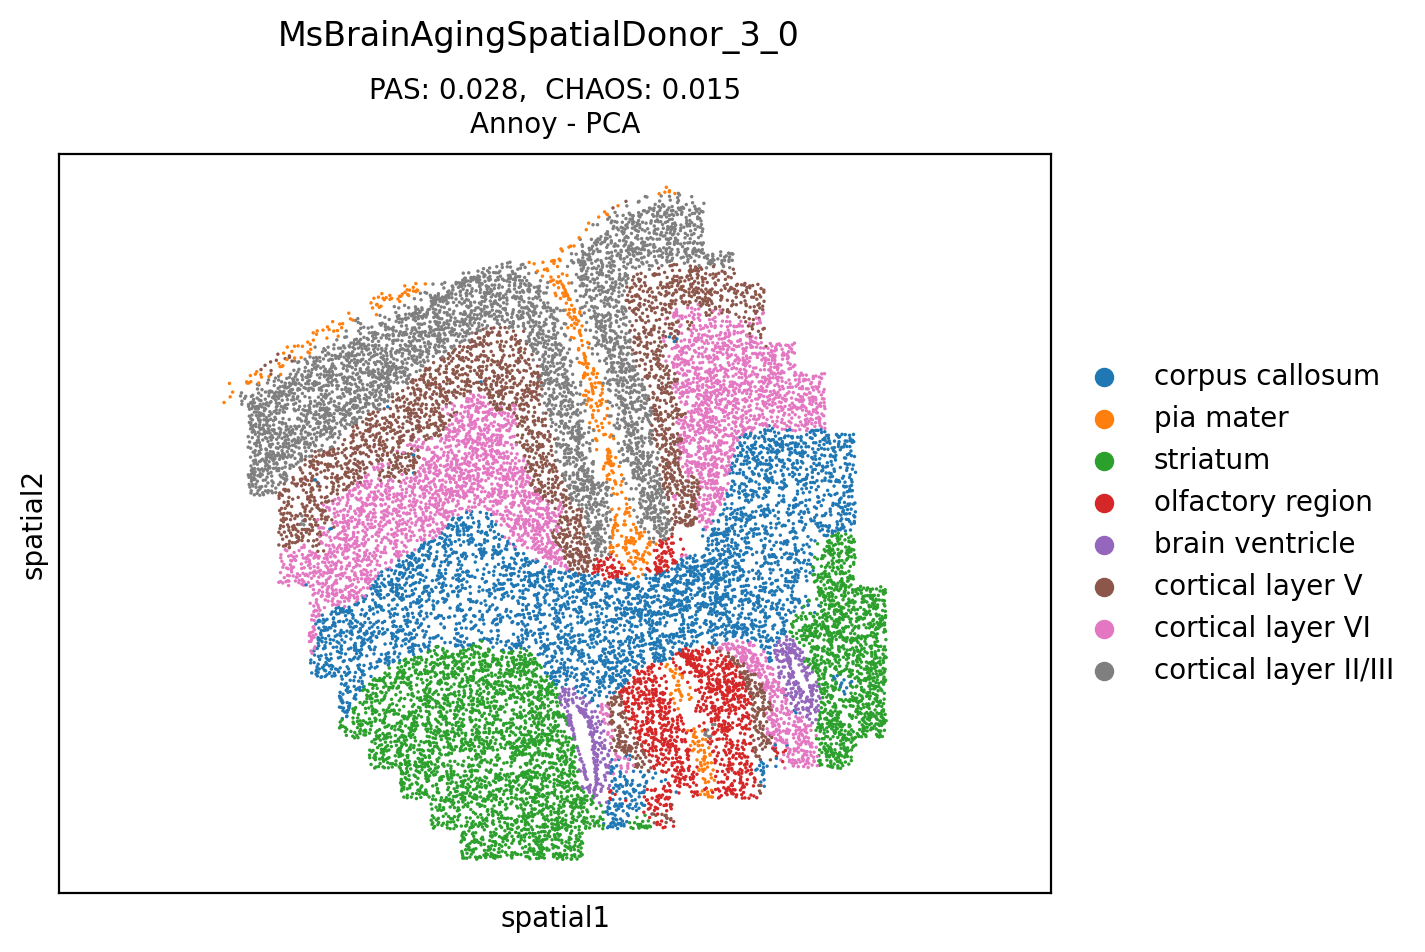 MsBrainAgingSpatialDonor_3_0
PAS: 0.028,  CHAOS: 0.015
Annoy - PCA
spatial2
spatial1
corpus callosum
pia mater
striatum
olfactory region
brain ventricle
cortical layer V
cortical layer VI
cortical layer II/III